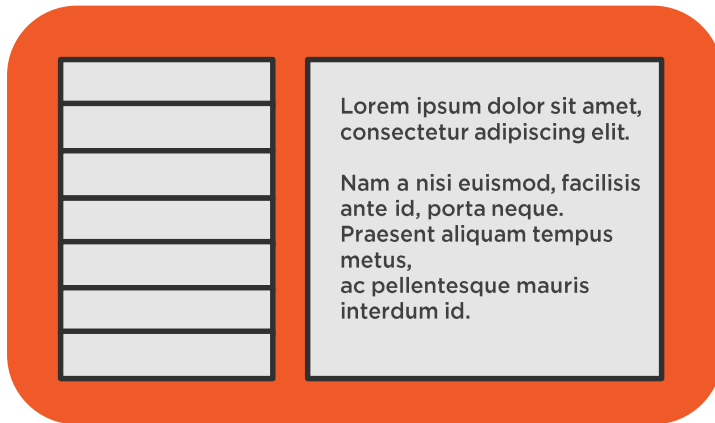 Lorem ipsum dolor sit amet,
consectetur adipiscing elit.
Nam a nisi euismod, facilisis
ante id, porta neque.
Praesent aliquam tempus
metus,
ac pellentesque mauris
interdum id.